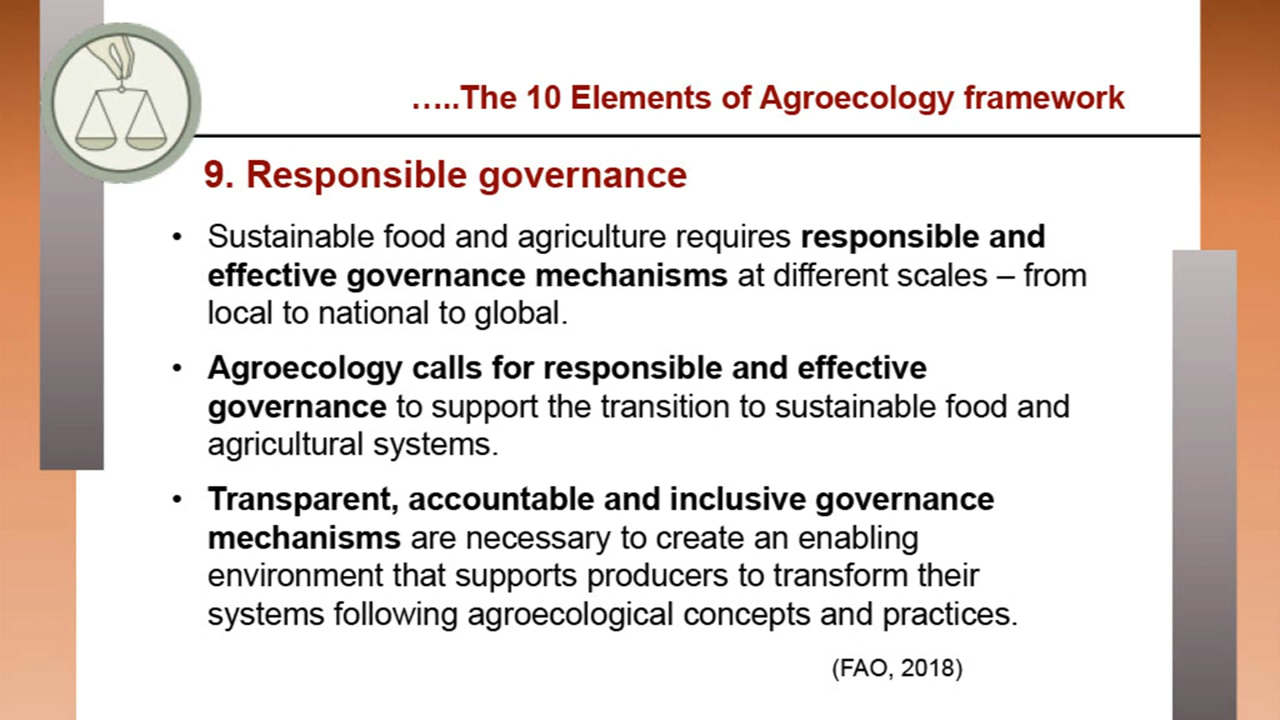 …..The 10 Elements of Agroecology framework
9. Responsible governance
• Sustainable food and agriculture requires responsible and
effective governance mechanisms at different scales – from
local to national to global.
• Agroecology calls for responsible and effective
governance to support the transition to sustainable food and
agricultural systems.
• Transparent, accountable and inclusive governance
mechanisms are necessary to create an enabling
environment that supports producers to transform their
systems following agroecological concepts and practices.
(FAO, 2018)